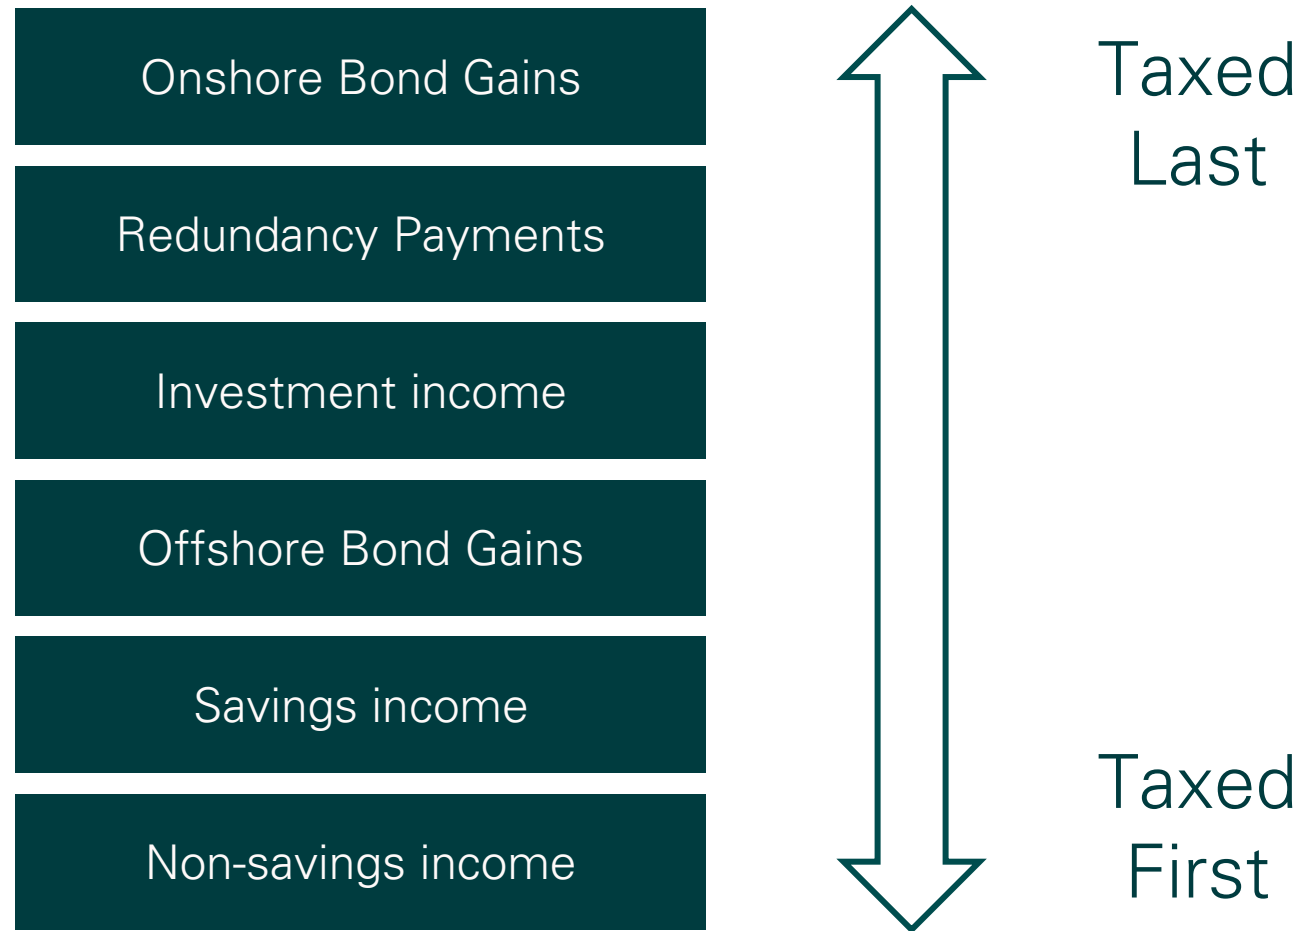 Onshore Bond Gains
Redundancy Payments
Investment income
Offshore Bond Gains
Savings income
Non-savings income
Taxed
Last
Taxed
First